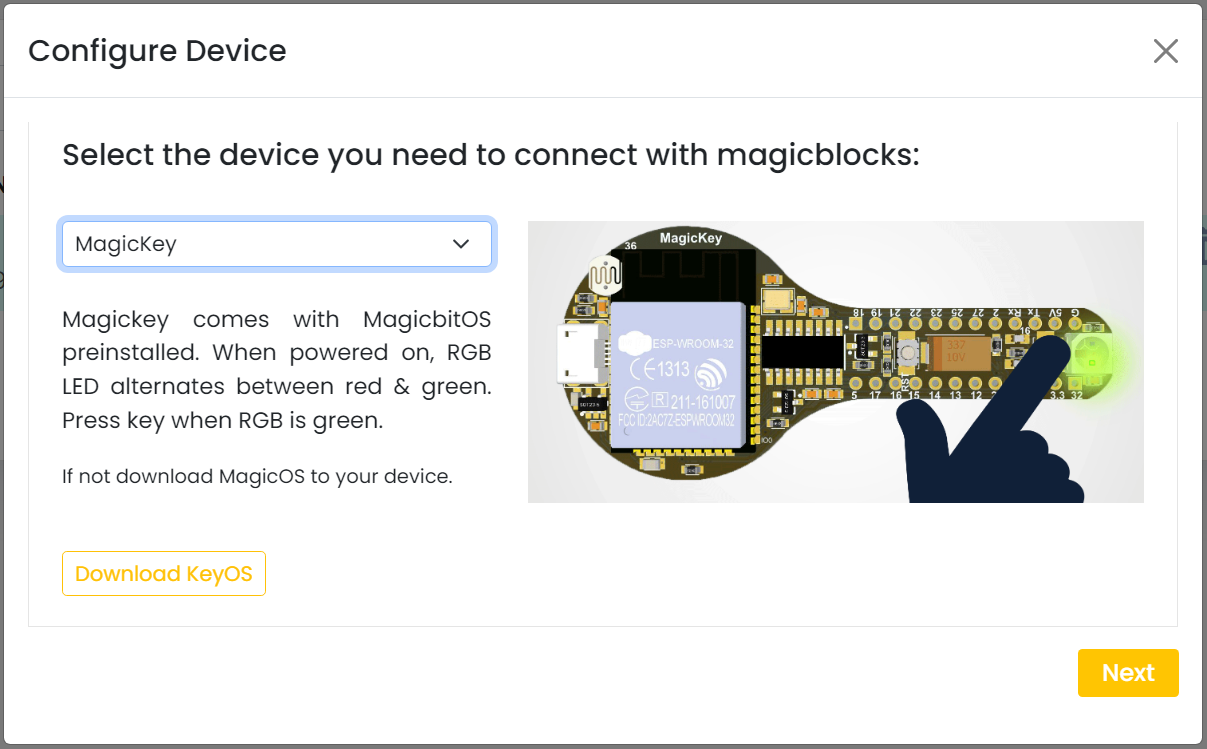 Configure Device
Select the device you need to connect with magicblocks:
MagicKey
Magickey comes with MagicbitOS
preinstalled. When powered on, RGB
LED alternates between red & green.
Press key when RGB is green.
If not download MagicOS to your device.
Download KeyOS
MagicKey
36
ESP-WROOM-32
CE1313
R 211-161007
FCC ID:2AC7Z-ESPWROOM32
IO0
18 19 21 22 23 25 27 2 Rx Tx 5V G
16
337
10V
RST
5 17 16 15 14 13 12 3.3 32
Next